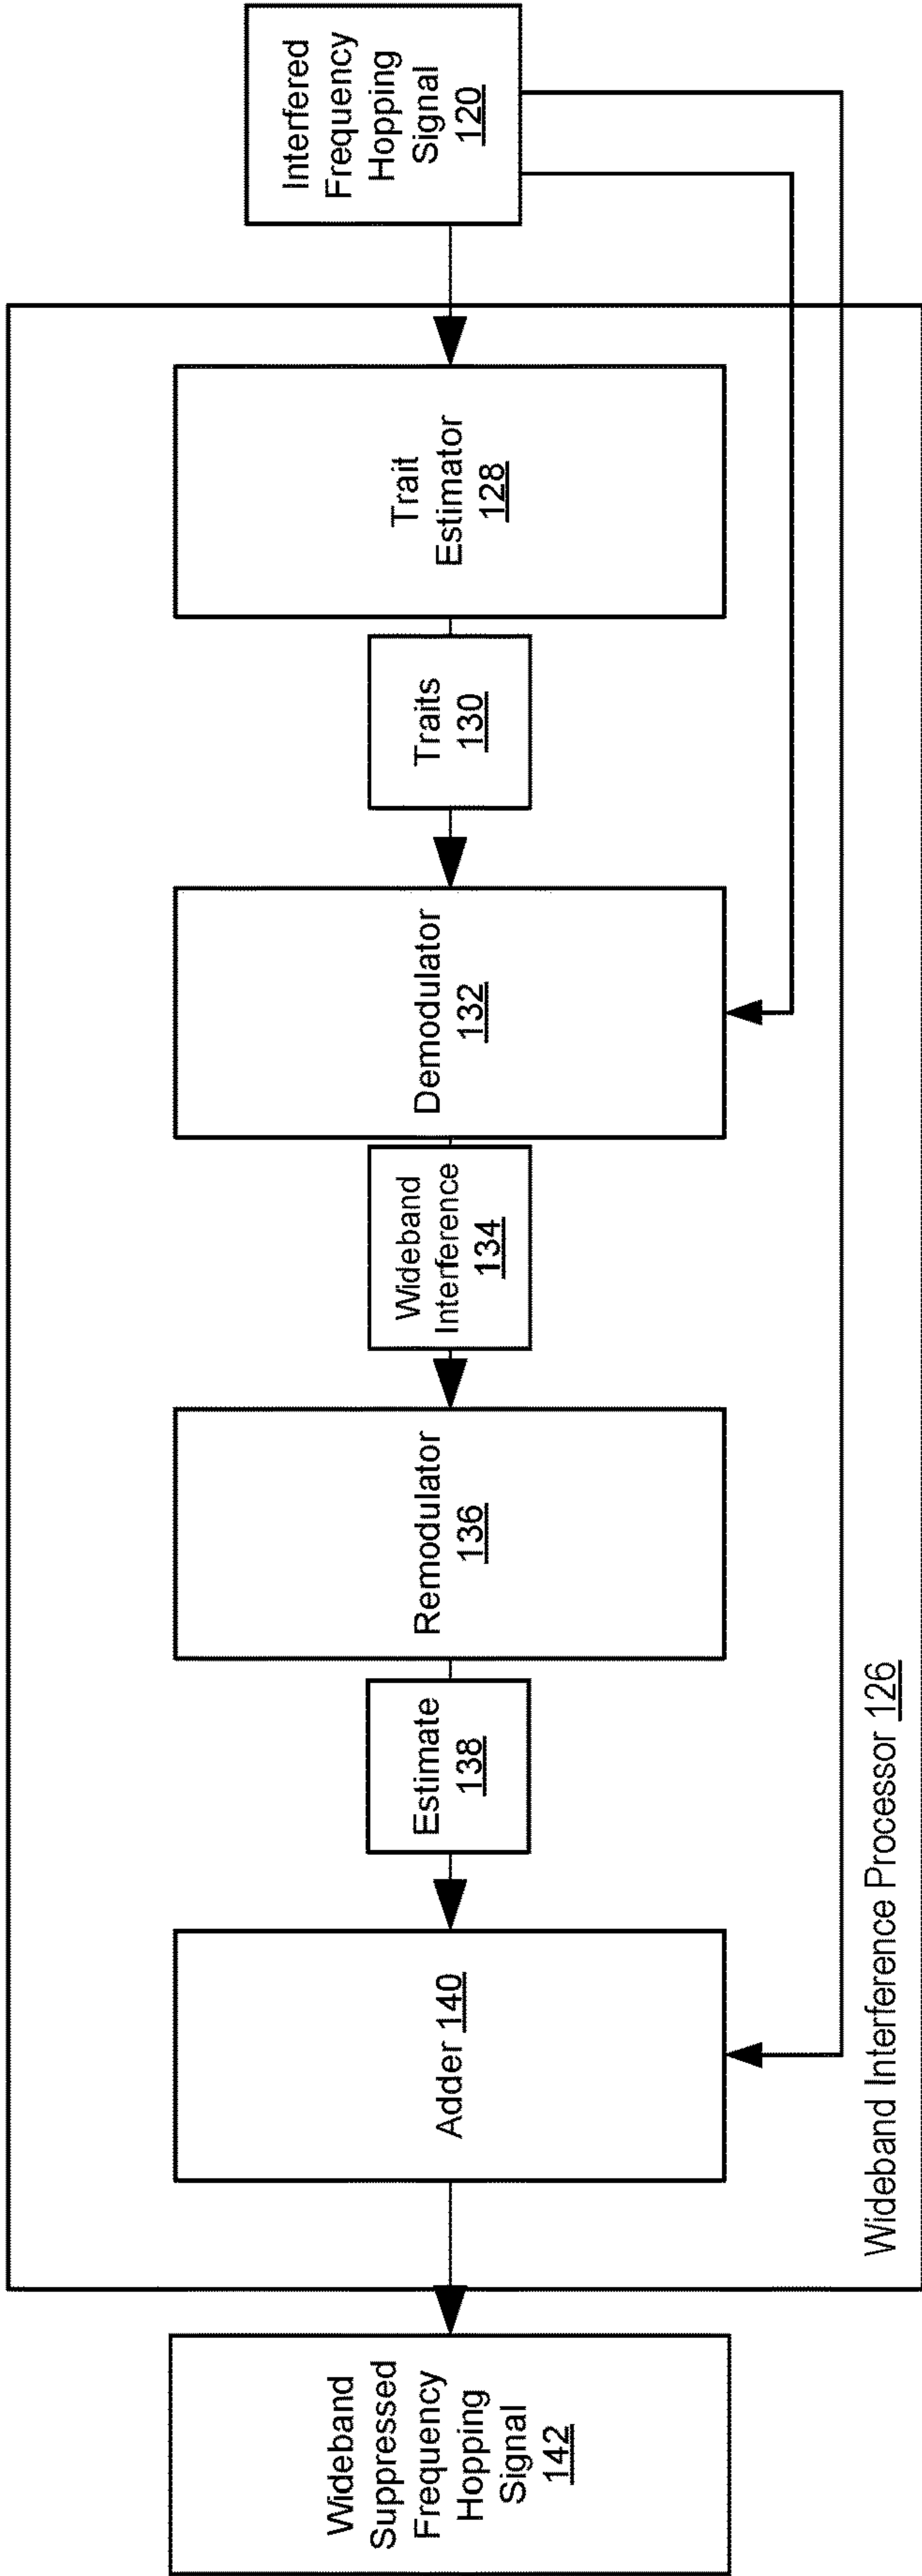 Interfered
Frequency
Hopping
Signal
120
Trait
Estimator
128
Traits
130
Demodulator
132
Wideband
Interference
134
Remodulator
136
Estimate
138
Adder 140
Wideband Interference Processor 126
Wideband
Suppressed
Frequency
Hopping
Signal
142